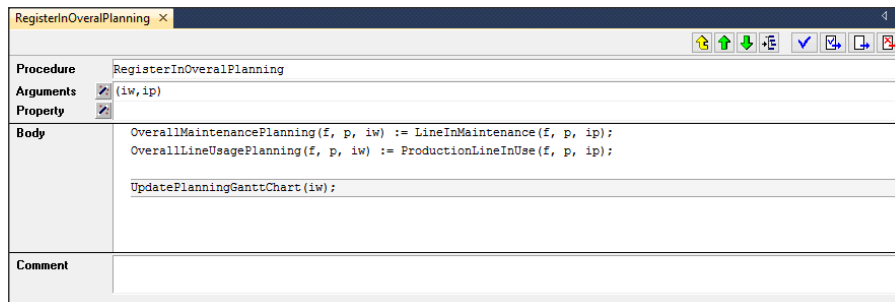 RegisterInOveralPlanning
Procedure RegisterInOveralPlanning
Arguments (iw,ip)
Property
Body OverallMaintenancePlanning(f, p, iw) := LineInMaintenance(f, p, ip);
OverallLineUsagePlanning(f, p, iw) := ProductionLineInUse(f, p, ip);
UpdatePlanningGanttChart(iw);
Comment